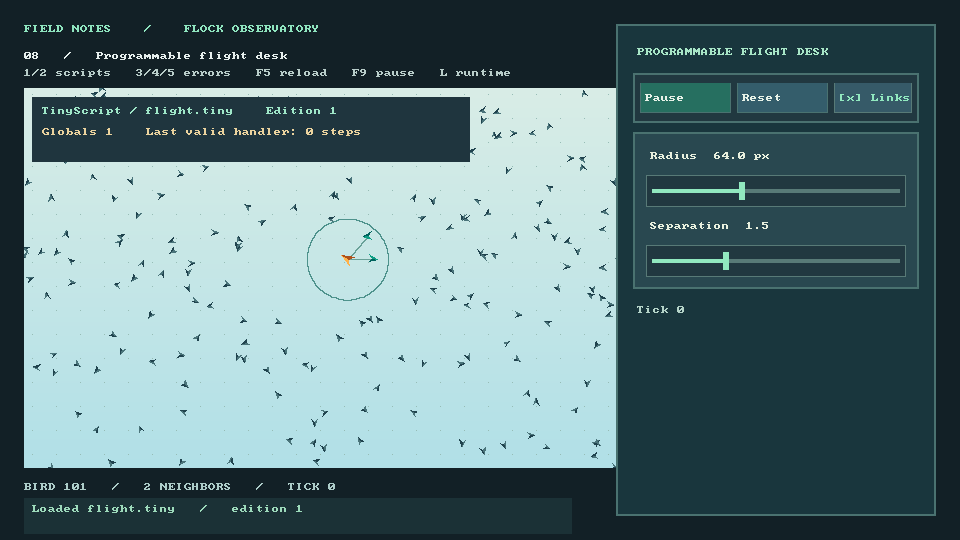 FIELD NOTES / FLOCK OBSERVATORY
08 / Programmable flight desk
1/2 scripts 3/4/5 errors F5 reload F9 pause L runtime
TinyScript / flight.tiny Edition 1
Globals 1 Last valid handler: 0 steps
BIRD 101 / 2 NEIGHBORS / TICK 0
Loaded flight.tiny / edition 1
PROGRAMMABLE FLIGHT DESK
Pause Reset [x] Links
Radius 64.0 px
Separation 1.5
Tick 0